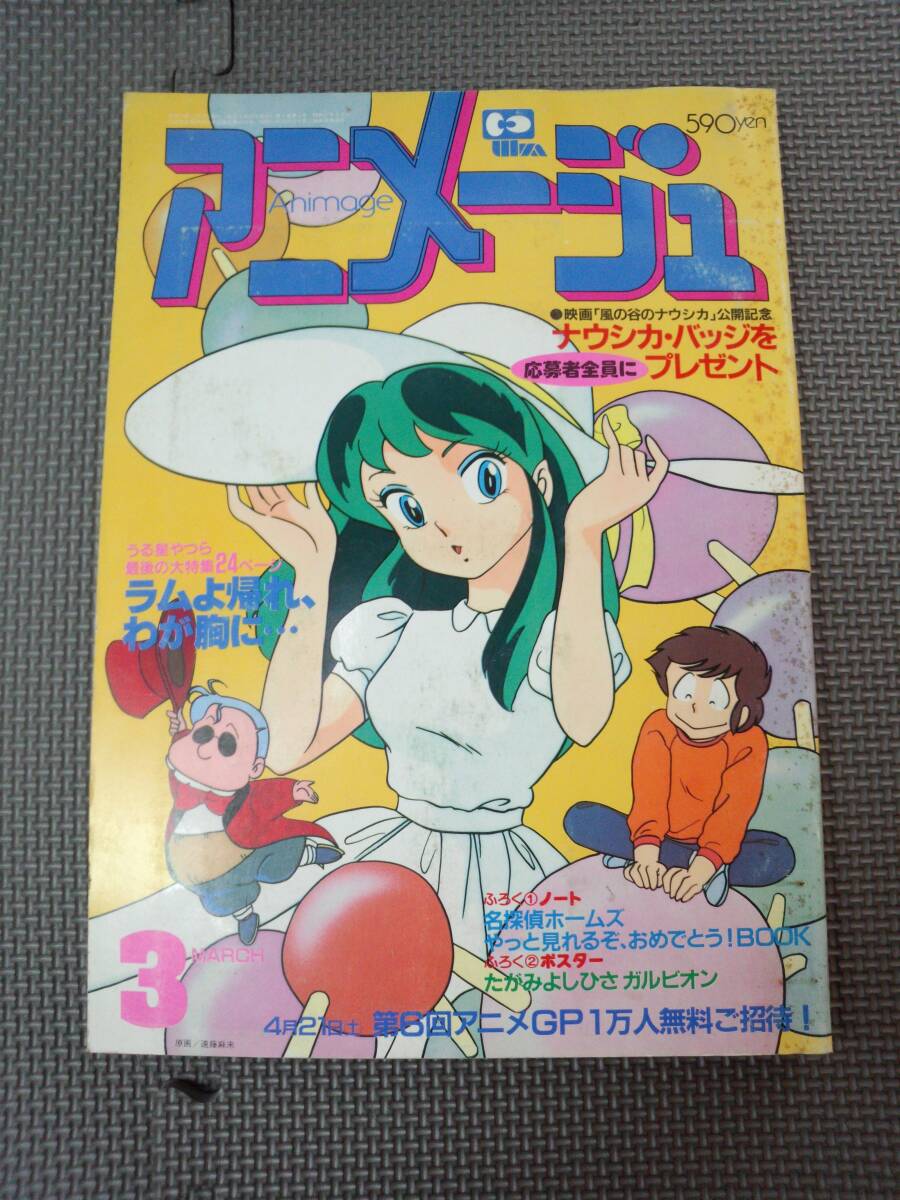 590yen
アニメージュ
Animage
●映画「風の谷のナウシカ」公開記念
ナウシカ・バッジを
応募者全員に プレゼント
うる星やつら
最後の大特集24ページ
ラムよ帰れ、
わが胸に…
ふろく①ノート
名探偵ホームズ
やっと見れるぞ、おめでとう!BOOK
ふろく②ポスター
たがみよしひさ ガルビオン
3 MARCH
4月21日土 第6回アニメGP1万人無料ご招待!
原画/遠藤麻未